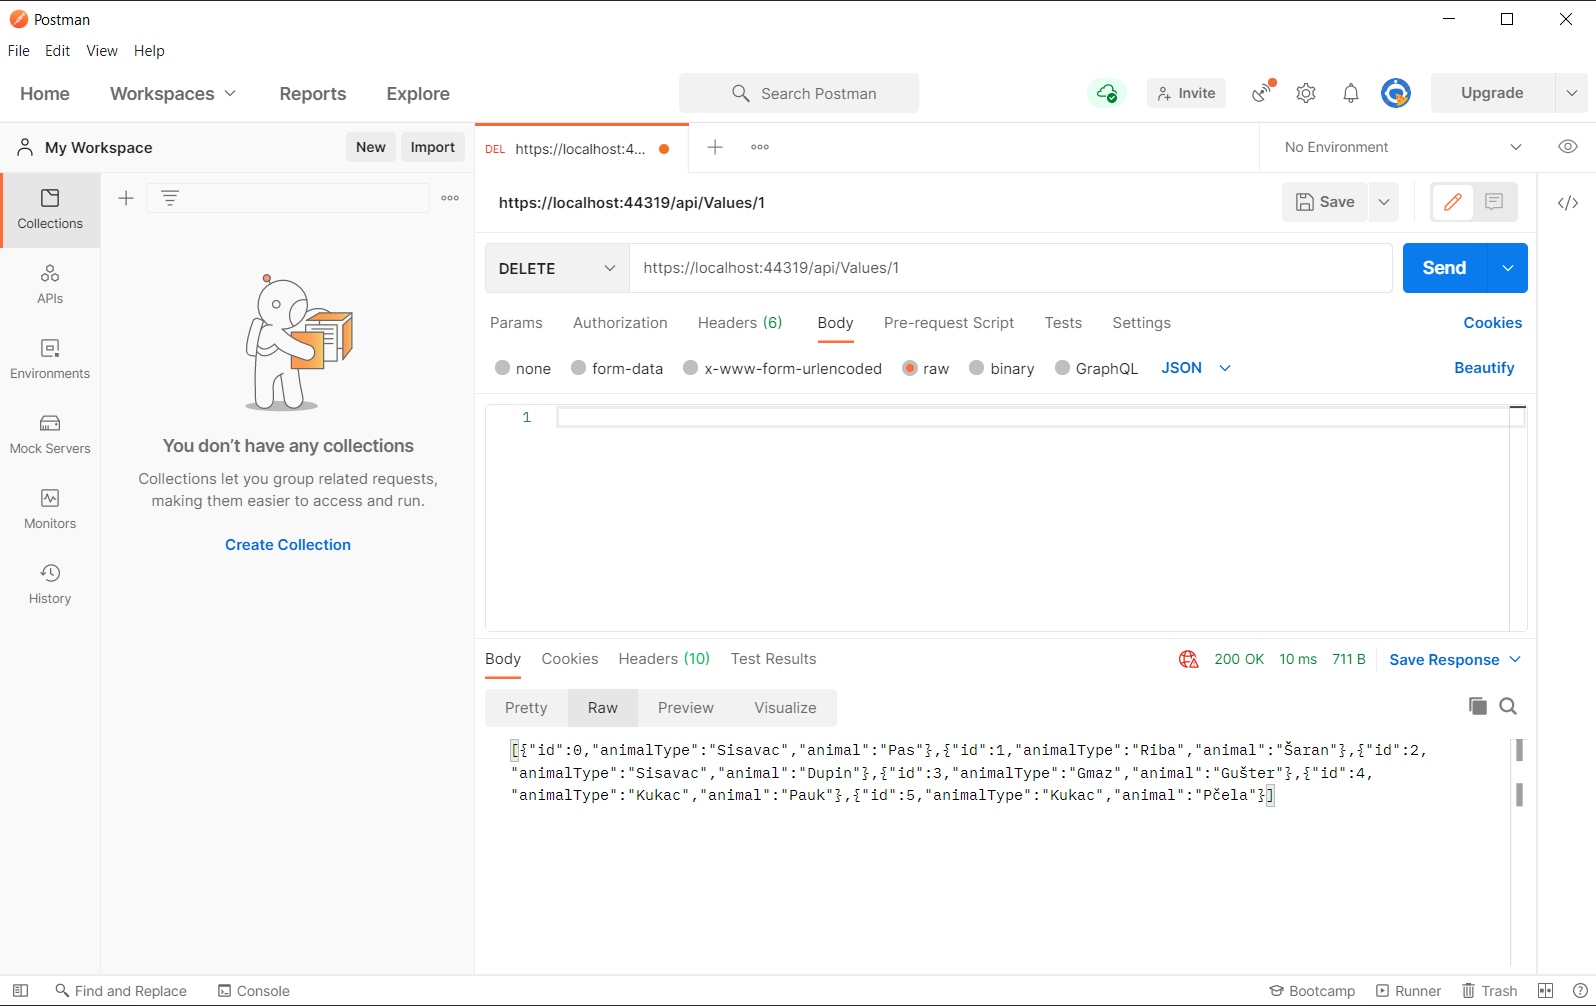 Postman
File Edit View Help
Home Workspaces Reports Explore Search Postman Invite Upgrade
My Workspace New Import DEL https://localhost:4... No Environment
Collections
https://localhost:44319/api/Values/1 Save
APIs
DELETE https://localhost:44319/api/Values/1 Send
Environments
Params Authorization Headers (6) Body Pre-request Script Tests Settings Cookies
none form-data x-www-form-urlencoded raw binary GraphQL JSON Beautify
Mock Servers
1
You don't have any collections
Collections let you group related requests,
making them easier to access and run.
Monitors
Create Collection
History
Body Cookies Headers (10) Test Results 200 OK 10 ms 711 B Save Response
Pretty Raw Preview Visualize
[{"id":0,"animalType":"Sisavac","animal":"Pas"},{"id":1,"animalType":"Riba","animal":"Šaran"},{"id":2,
"animalType":"Sisavac","animal":"Dupin"},{"id":3,"animalType":"Gmaz","animal":"Gušter"},{"id":4,
"animalType":"Kukac","animal":"Pauk"},{"id":5,"animalType":"Kukac","animal":"Pčela"}]
Find and Replace Console Bootcamp Runner Trash